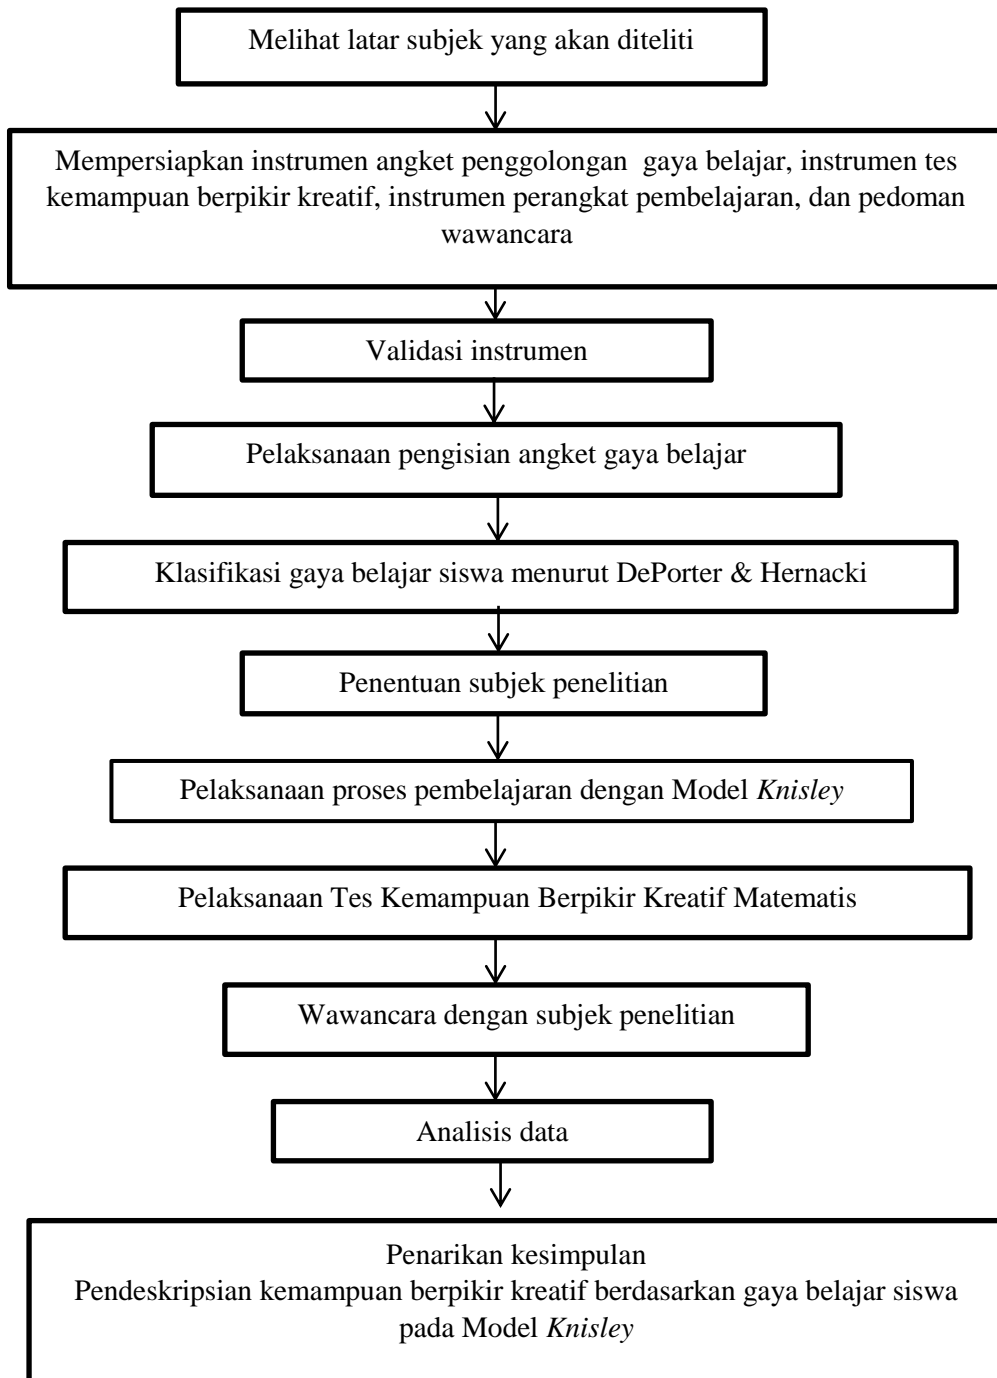 Melihat latar subjek yang akan diteliti
Mempersiapkan instrumen angket penggolongan gaya belajar, instrumen tes
kemampuan berpikir kreatif, instrumen perangkat pembelajaran, dan pedoman
wawancara
Validasi instrumen
Pelaksanaan pengisian angket gaya belajar
Klasifikasi gaya belajar siswa menurut DePorter & Hernacki
Penentuan subjek penelitian
Pelaksanaan proses pembelajaran dengan Model Knisley
Pelaksanaan Tes Kemampuan Berpikir Kreatif Matematis
Wawancara dengan subjek penelitian
Analisis data
Penarikan kesimpulan
Pendeskripsian kemampuan berpikir kreatif berdasarkan gaya belajar siswa
pada Model Knisley